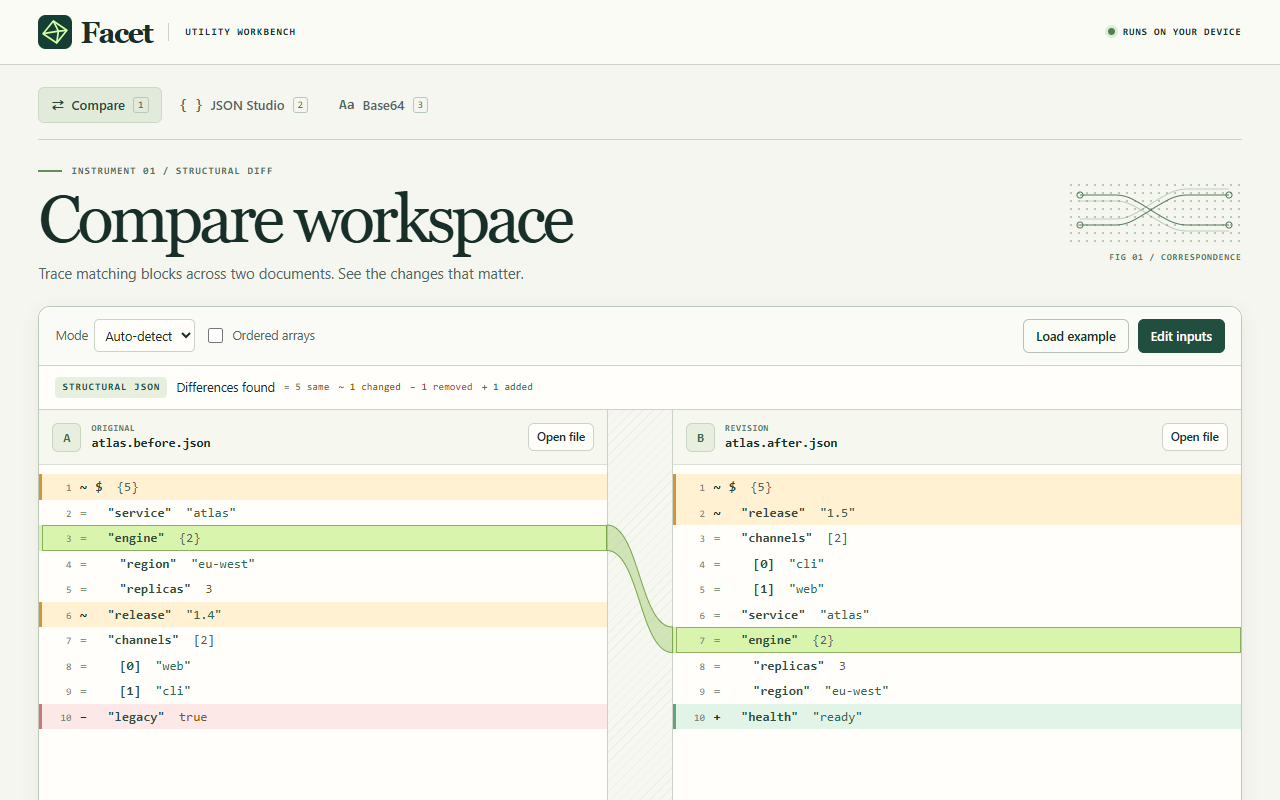 Facet
UTILITY WORKBENCH
RUNS ON YOUR DEVICE
⇄ Compare 1
{ } JSON Studio 2
Aa Base64 3
INSTRUMENT 01 / STRUCTURAL DIFF
Compare workspace
Trace matching blocks across two documents. See the changes that matter.
FIG 01 / CORRESPONDENCE
Mode Auto-detect Ordered arrays
Load example
Edit inputs
STRUCTURAL JSON Differences found = 5 same ~ 1 changed − 1 removed + 1 added
A ORIGINAL
atlas.before.json
Open file
1 ~ $ {5}
2 = "service" "atlas"
3 = "engine" {2}
4 = "region" "eu-west"
5 = "replicas" 3
6 ~ "release" "1.4"
7 = "channels" [2]
8 = [0] "web"
9 = [1] "cli"
10 − "legacy" true
B REVISION
atlas.after.json
Open file
1 ~ $ {5}
2 ~ "release" "1.5"
3 = "channels" [2]
4 = [0] "cli"
5 = [1] "web"
6 = "service" "atlas"
7 = "engine" {2}
8 = "replicas" 3
9 = "region" "eu-west"
10 + "health" "ready"